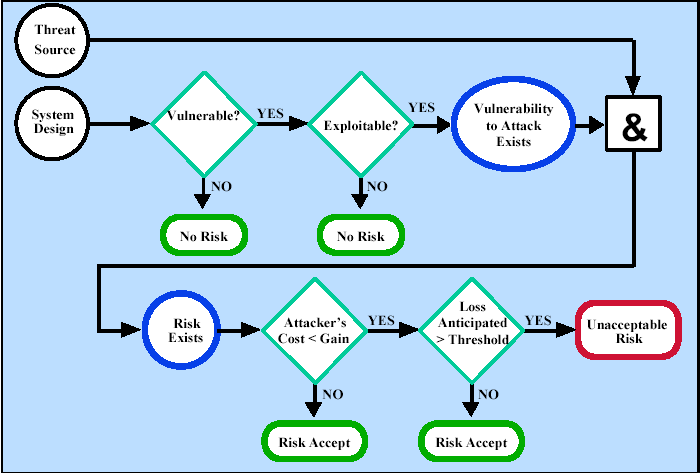 Threat
Source
System
Design
Vulnerable?
YES
Exploitable?
YES
Vulnerability
to Attack
Exists
&
NO
NO
No Risk
No Risk
Risk
Exists
Attacker's
Cost < Gain
YES
Loss
Anticipated
> Threshold
YES
Unacceptable
Risk
NO
NO
Risk Accept
Risk Accept